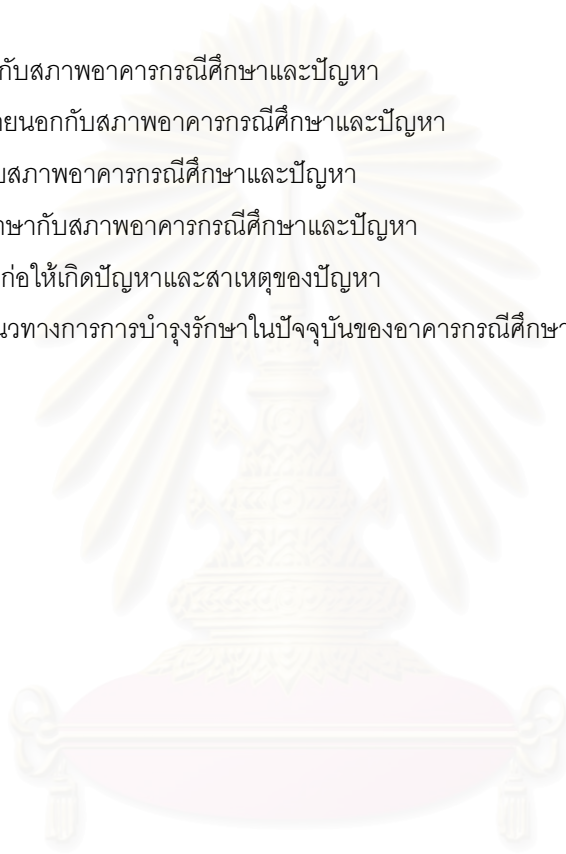 กับสภาพอาคารกรณีศึกษาและปัญหา
ยนอกกับสภาพอาคารกรณีศึกษาและปัญหา
สภาพอาคารกรณีศึกษาและปัญหา
ษากับสภาพอาคารกรณีศึกษาและปัญหา
ก่อให้เกิดปัญหาและสาเหตุของปัญหา
นวทางการการบำรุงรักษาในปัจจุบันของอาคารกรณีศึกษา